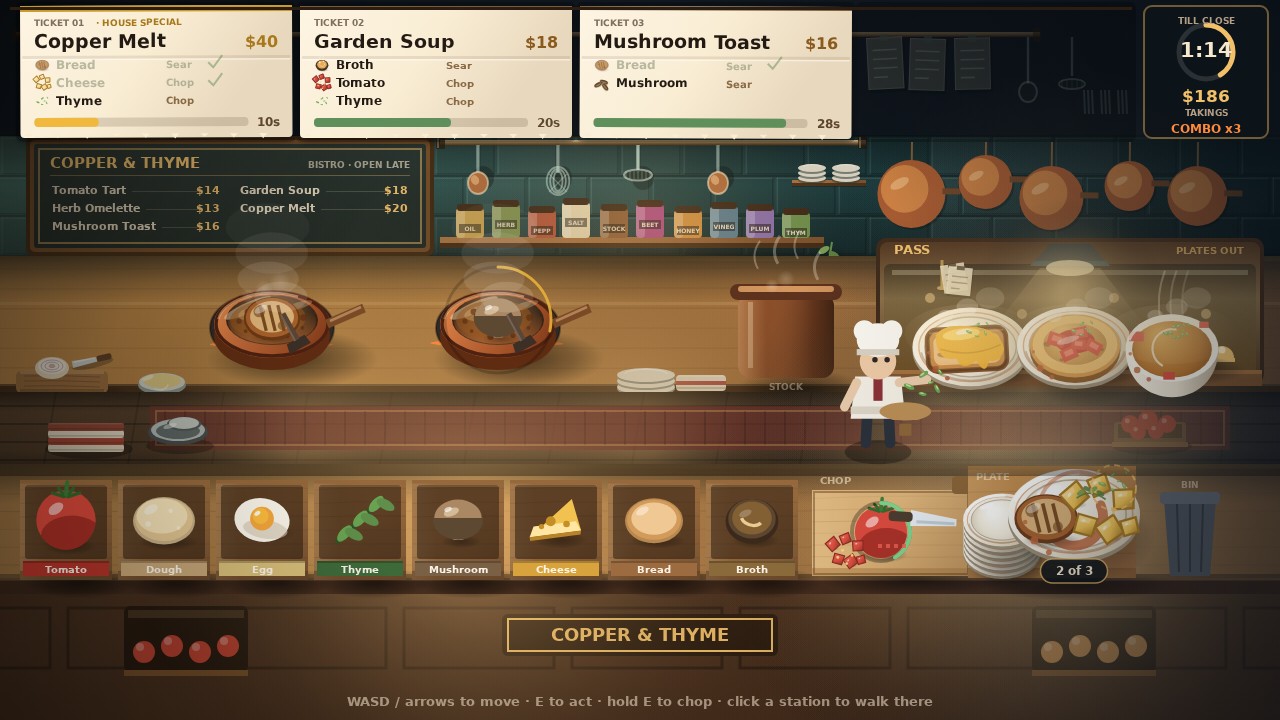 TICKET 01 · HOUSE SPECIAL
Copper Melt $40
Bread Sear
Cheese Chop
Thyme Chop
10s
TICKET 02
Garden Soup $18
Broth Sear
Tomato Chop
Thyme Chop
20s
TICKET 03
Mushroom Toast $16
Bread Sear
Mushroom Sear
28s
TILL CLOSE
1:14
$186
TAKINGS
COMBO x3
COPPER & THYME BISTRO · OPEN LATE
Tomato Tart $14 Garden Soup $18
Herb Omelette $13 Copper Melt $20
Mushroom Toast $16
OIL HERB PEPP SALT STOCK BEET HONEY VINEG PLUM THYM
PASS PLATES OUT
STOCK
CHOP PLATE BIN
Tomato Dough Egg Thyme Mushroom Cheese Bread Broth
2 of 3
COPPER & THYME
WASD / arrows to move · E to act · hold E to chop · click a station to walk there